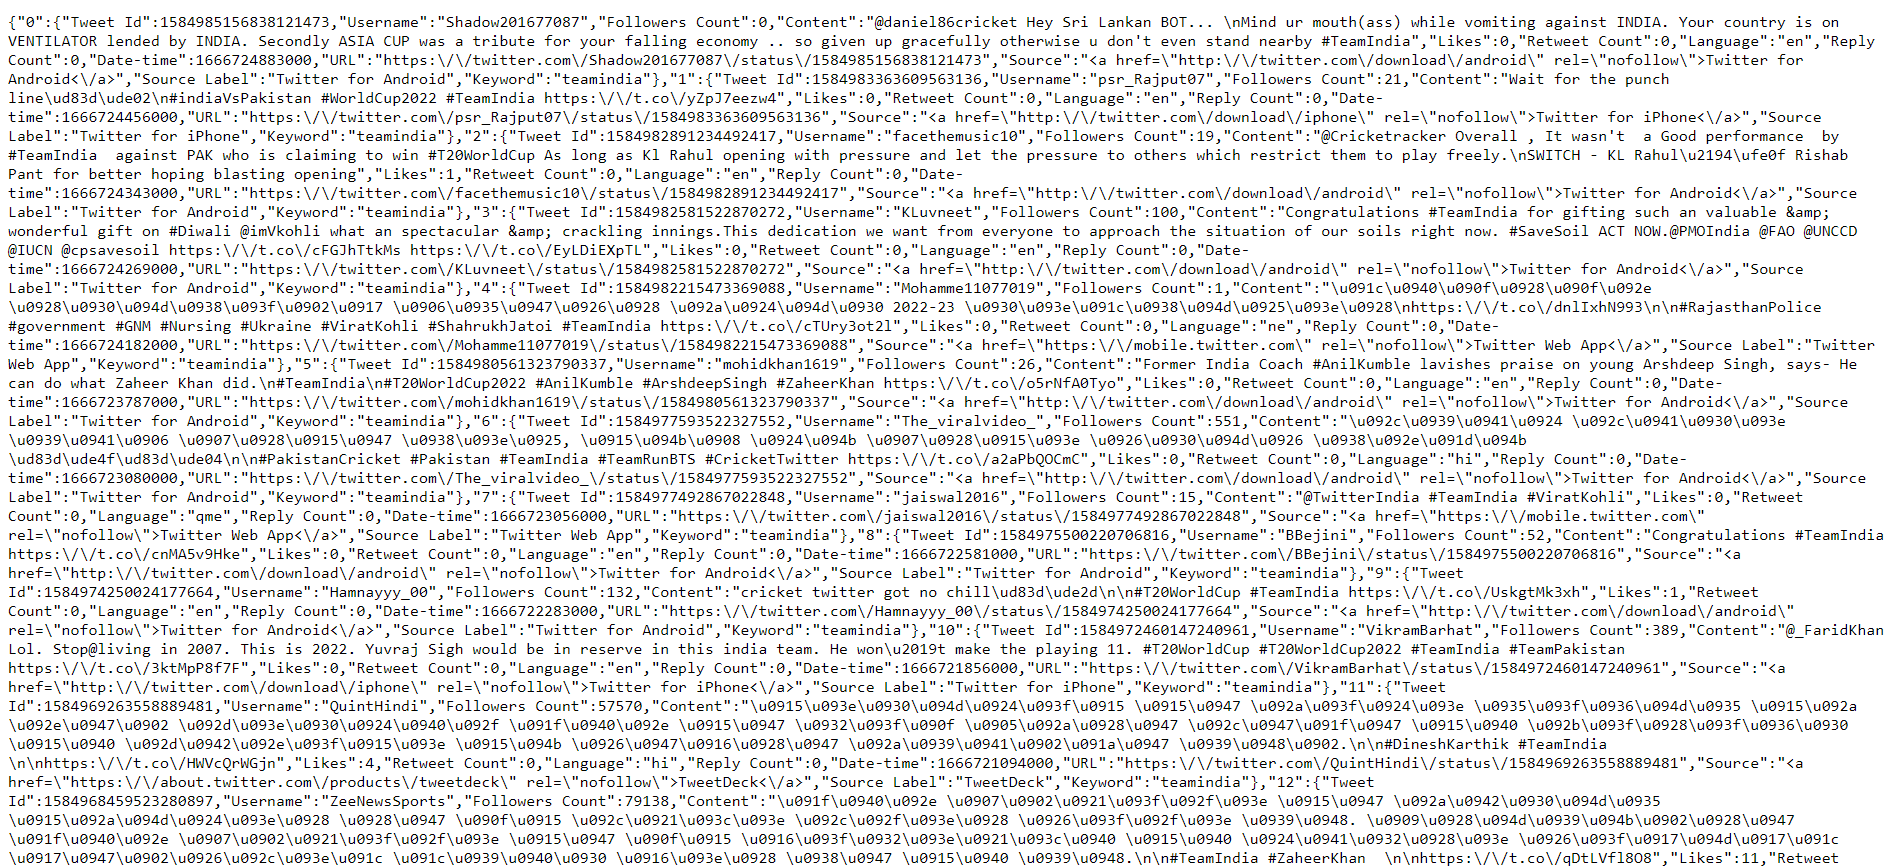 {"0":{"Tweet Id":1584985156838121473,"Username":"Shadow201677087","Followers Count":0,"Content":"@daniel86cricket Hey Sri Lankan BOT... \nMind ur mouth(ass) while vomiting against INDIA. Your country is on
VENTILATOR lended by INDIA. Secondly ASIA CUP was a tribute for your falling economy .. so given up gracefully otherwise u don't even stand nearby #TeamIndia","Likes":0,"Retweet Count":0,"Language":"en","Reply
Count":0,"Date-time":1666724883000,"URL":"https:\/\/twitter.com\/Shadow201677087\/status\/1584985156838121473","Source":"<a href=\"http:\/\/twitter.com\/download\/android\" rel=\"nofollow\">Twitter for
Android<\/a>","Source Label":"Twitter for Android","Keyword":"teamindia"},"1":{"Tweet Id":1584983363609563136,"Username":"psr_Rajput07","Followers Count":21,"Content":"Wait for the punch
line\ud83d\ude02\n#indiaVsPakistan #WorldCup2022 #TeamIndia https:\/\/t.co\/yZpJ7eezw4","Likes":0,"Retweet Count":0,"Language":"en","Reply Count":0,"Date-
time":1666724456000,"URL":"https:\/\/twitter.com\/psr_Rajput07\/status\/1584983363609563136","Source":"<a href=\"http:\/\/twitter.com\/download\/iphone\" rel=\"nofollow\">Twitter for iPhone<\/a>","Source
Label":"Twitter for iPhone","Keyword":"teamindia"},"2":{"Tweet Id":1584982891234492417,"Username":"facethemusic10","Followers Count":19,"Content":"@Cricketracker Overall , It wasn't  a Good performance  by
#TeamIndia  against PAK who is claiming to win #T20WorldCup As long as Kl Rahul opening with pressure and let the pressure to others which restrict them to play freely.\nSWITCH - KL Rahul\u2194\ufe0f Rishab
Pant for better hoping blasting opening","Likes":1,"Retweet Count":0,"Language":"en","Reply Count":0,"Date-
time":1666724343000,"URL":"https:\/\/twitter.com\/facethemusic10\/status\/1584982891234492417","Source":"<a href=\"http:\/\/twitter.com\/download\/android\" rel=\"nofollow\">Twitter for Android<\/a>","Source
Label":"Twitter for Android","Keyword":"teamindia"},"3":{"Tweet Id":1584982581522870272,"Username":"KLuvneet","Followers Count":100,"Content":"Congratulations #TeamIndia for gifting such an valuable &amp;
wonderful gift on #Diwali @imVkohli what an spectacular &amp; crackling innings.This dedication we want from everyone to approach the situation of our soils right now. #SaveSoil ACT NOW.@PMOIndia @FAO @UNCCD
@IUCN @cpsavesoil https:\/\/t.co\/cFGJhTtkMs https:\/\/t.co\/EyLDiEXpTL","Likes":0,"Retweet Count":0,"Language":"en","Reply Count":0,"Date-
time":1666724269000,"URL":"https:\/\/twitter.com\/KLuvneet\/status\/1584982581522870272","Source":"<a href=\"http:\/\/twitter.com\/download\/android\" rel=\"nofollow\">Twitter for Android<\/a>","Source
Label":"Twitter for Android","Keyword":"teamindia"},"4":{"Tweet Id":1584982215473369088,"Username":"Mohamme11077019","Followers Count":1,"Content":"\u091c\u0940\u090f\u0928\u090f\u092e
\u0928\u0930\u094d\u0938\u093f\u0902\u0917 \u0906\u0935\u0947\u0926\u0928 \u092a\u0924\u094d\u0930 2022-23 \u0930\u093e\u091c\u0938\u094d\u0925\u093e\u0928\nhttps:\/\/t.co\/dnlIxhN993\n\n#RajasthanPolice
#government #GNM #Nursing #Ukraine #ViratKohli #ShahrukhJatoi #TeamIndia https:\/\/t.co\/cTUry3ot2l","Likes":0,"Retweet Count":0,"Language":"ne","Reply Count":0,"Date-
time":1666724182000,"URL":"https:\/\/twitter.com\/Mohamme11077019\/status\/1584982215473369088","Source":"<a href=\"https:\/\/mobile.twitter.com\" rel=\"nofollow\">Twitter Web App<\/a>","Source Label":"Twitter
Web App","Keyword":"teamindia"},"5":{"Tweet Id":1584980561323790337,"Username":"mohidkhan1619","Followers Count":26,"Content":"Former India Coach #AnilKumble lavishes praise on young Arshdeep Singh, says- He
can do what Zaheer Khan did.\n#TeamIndia\n#T20WorldCup2022 #AnilKumble #ArshdeepSingh #ZaheerKhan https:\/\/t.co\/o5rNfA0Tyo","Likes":0,"Retweet Count":0,"Language":"en","Reply Count":0,"Date-
time":1666723787000,"URL":"https:\/\/twitter.com\/mohidkhan1619\/status\/1584980561323790337","Source":"<a href=\"http:\/\/twitter.com\/download\/android\" rel=\"nofollow\">Twitter for Android<\/a>","Source
Label":"Twitter for Android","Keyword":"teamindia"},"6":{"Tweet Id":1584977593522327552,"Username":"The_viralvideo_","Followers Count":551,"Content":"\u092c\u0939\u0941\u0924 \u092c\u0941\u0930\u093e
\u0939\u0941\u0906 \u0907\u0928\u0915\u0947 \u0938\u093e\u0925, \u0915\u094b\u0908 \u0924\u094b \u0907\u0928\u0915\u093e \u0926\u0930\u094d\u0926 \u0938\u092e\u091d\u094b
\ud83d\ude4f\ud83d\ude04\n\n#PakistanCricket #Pakistan #TeamIndia #TeamRunBTS #CricketTwitter https:\/\/t.co\/a2aPbQOCmC","Likes":0,"Retweet Count":0,"Language":"hi","Reply Count":0,"Date-
time":1666723080000,"URL":"https:\/\/twitter.com\/The_viralvideo_\/status\/1584977593522327552","Source":"<a href=\"http:\/\/twitter.com\/download\/android\" rel=\"nofollow\">Twitter for Android<\/a>","Source
Label":"Twitter for Android","Keyword":"teamindia"},"7":{"Tweet Id":1584977492867022848,"Username":"jaiswal2016","Followers Count":15,"Content":"@TwitterIndia #TeamIndia #ViratKohli","Likes":0,"Retweet
Count":0,"Language":"qme","Reply Count":0,"Date-time":1666723056000,"URL":"https:\/\/twitter.com\/jaiswal2016\/status\/1584977492867022848","Source":"<a href=\"https:\/\/mobile.twitter.com\"
rel=\"nofollow\">Twitter Web App<\/a>","Source Label":"Twitter Web App","Keyword":"teamindia"},"8":{"Tweet Id":1584975500220706816,"Username":"BBejini","Followers Count":52,"Content":"Congratulations #TeamIndia
https:\/\/t.co\/cnMA5v9Hke","Likes":0,"Retweet Count":0,"Language":"en","Reply Count":0,"Date-time":1666722581000,"URL":"https:\/\/twitter.com\/BBejini\/status\/1584975500220706816","Source":"<a
href=\"http:\/\/twitter.com\/download\/android\" rel=\"nofollow\">Twitter for Android<\/a>","Source Label":"Twitter for Android","Keyword":"teamindia"},"9":{"Tweet
Id":1584974250024177664,"Username":"Hamnayyy_00","Followers Count":132,"Content":"cricket twitter got no chill\ud83d\ude2d\n\n#T20WorldCup #TeamIndia https:\/\/t.co\/UskgtMk3xh","Likes":1,"Retweet
Count":0,"Language":"en","Reply Count":0,"Date-time":1666722283000,"URL":"https:\/\/twitter.com\/Hamnayyy_00\/status\/1584974250024177664","Source":"<a href=\"http:\/\/twitter.com\/download\/android\"
rel=\"nofollow\">Twitter for Android<\/a>","Source Label":"Twitter for Android","Keyword":"teamindia"},"10":{"Tweet Id":1584972460147240961,"Username":"VikramBarhat","Followers Count":389,"Content":"@_FaridKhan
Lol. Stop@living in 2007. This is 2022. Yuvraj Sigh would be in reserve in this india team. He won\u2019t make the playing 11. #T20WorldCup #T20WorldCup2022 #TeamIndia #TeamPakistan
https:\/\/t.co\/3ktMpP8f7F","Likes":0,"Retweet Count":0,"Language":"en","Reply Count":0,"Date-time":1666721856000,"URL":"https:\/\/twitter.com\/VikramBarhat\/status\/1584972460147240961","Source":"<a
href=\"http:\/\/twitter.com\/download\/iphone\" rel=\"nofollow\">Twitter for iPhone<\/a>","Source Label":"Twitter for iPhone","Keyword":"teamindia"},"11":{"Tweet
Id":1584969263558889481,"Username":"QuintHindi","Followers Count":57570,"Content":"\u0915\u093e\u0930\u094d\u0924\u093f\u0915 \u0915\u0947 \u092a\u093f\u0924\u093e \u0935\u093f\u0936\u094d\u0935 \u0915\u092a
\u092e\u0947\u0902 \u092d\u093e\u0930\u0924\u0940\u092f \u091f\u0940\u092e \u0915\u0947 \u0932\u093f\u090f \u0905\u092a\u0928\u0947 \u092c\u0947\u091f\u0947 \u0915\u0940 \u092b\u093f\u0928\u093f\u0936\u0930
\u0915\u0940 \u092d\u0942\u092e\u093f\u0915\u093e \u0915\u094b \u0926\u0947\u0916\u0928\u0947 \u092a\u0939\u0941\u0902\u091a\u0947 \u0939\u0948\u0902.\n\n#DineshKarthik #TeamIndia
\n\nhttps:\/\/t.co\/HWVcQrWGjn","Likes":4,"Retweet Count":0,"Language":"hi","Reply Count":0,"Date-time":1666721094000,"URL":"https:\/\/twitter.com\/QuintHindi\/status\/1584969263558889481","Source":"<a
href=\"https:\/\/about.twitter.com\/products\/tweetdeck\" rel=\"nofollow\">TweetDeck<\/a>","Source Label":"TweetDeck","Keyword":"teamindia"},"12":{"Tweet
Id":1584968459523280897,"Username":"ZeeNewsSports","Followers Count":79138,"Content":"\u091f\u0940\u092e \u0907\u0902\u0921\u093f\u092f\u093e \u0915\u0947 \u092a\u0942\u0930\u094d\u0935
\u0915\u092a\u094d\u0924\u093e\u0928 \u0928\u0947 \u090f\u0915 \u092c\u0921\u093c\u093e \u092c\u092f\u093e\u0928 \u0926\u093f\u092f\u093e \u0939\u0948. \u0909\u0928\u094d\u0939\u094b\u0902\u0928\u0947
\u091f\u0940\u092e \u0907\u0902\u0921\u093f\u092f\u093e \u0915\u0947 \u090f\u0915 \u0916\u093f\u0932\u093e\u0921\u093c\u0940 \u0915\u0940 \u0924\u0941\u0932\u0928\u093e \u0926\u093f\u0917\u094d\u0917\u091c
\u0917\u0947\u0902\u0926\u092c\u093e\u091c \u091c\u0939\u0940\u0930 \u0916\u093e\u0928 \u0938\u0947 \u0915\u0940 \u0939\u0948.\n\n#TeamIndia #ZaheerKhan  \n\nhttps:\/\/t.co\/qDtLVfl8O8","Likes":11,"Retweet